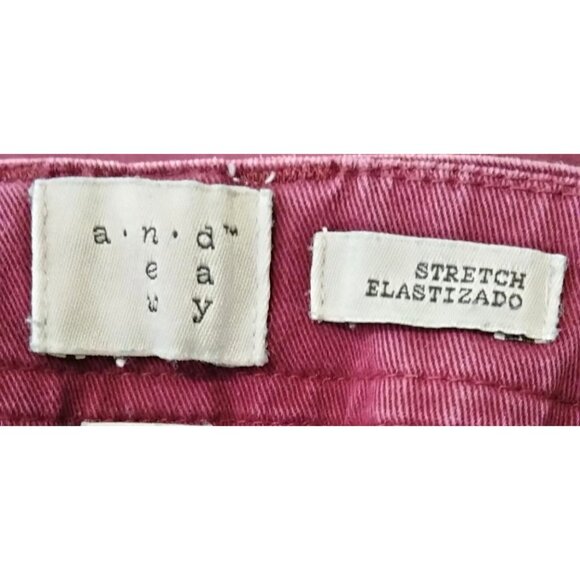 a · n · d™
e a
w y
STRETCH
ELASTIZADO